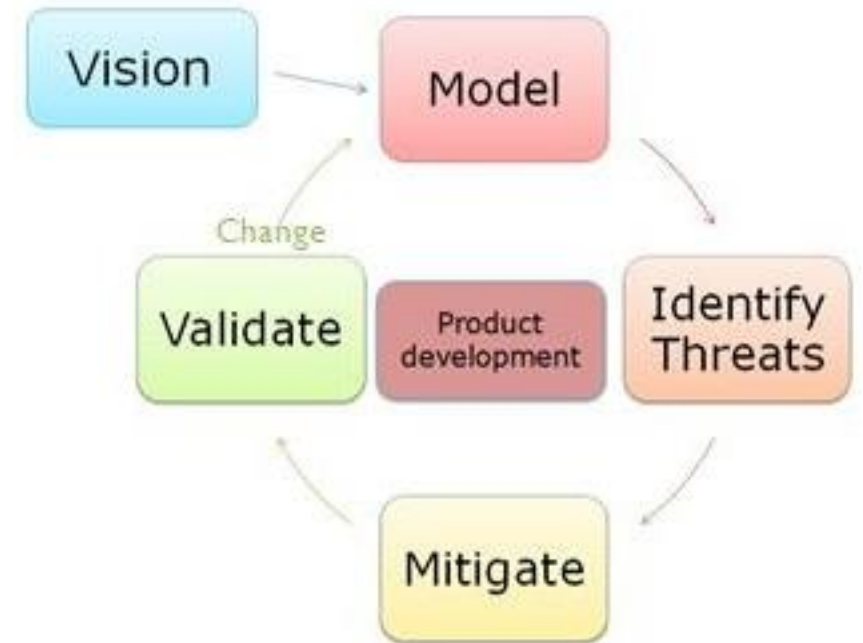 Vision
Model
Change
Validate
Product
development
Identify
Threats
Mitigate